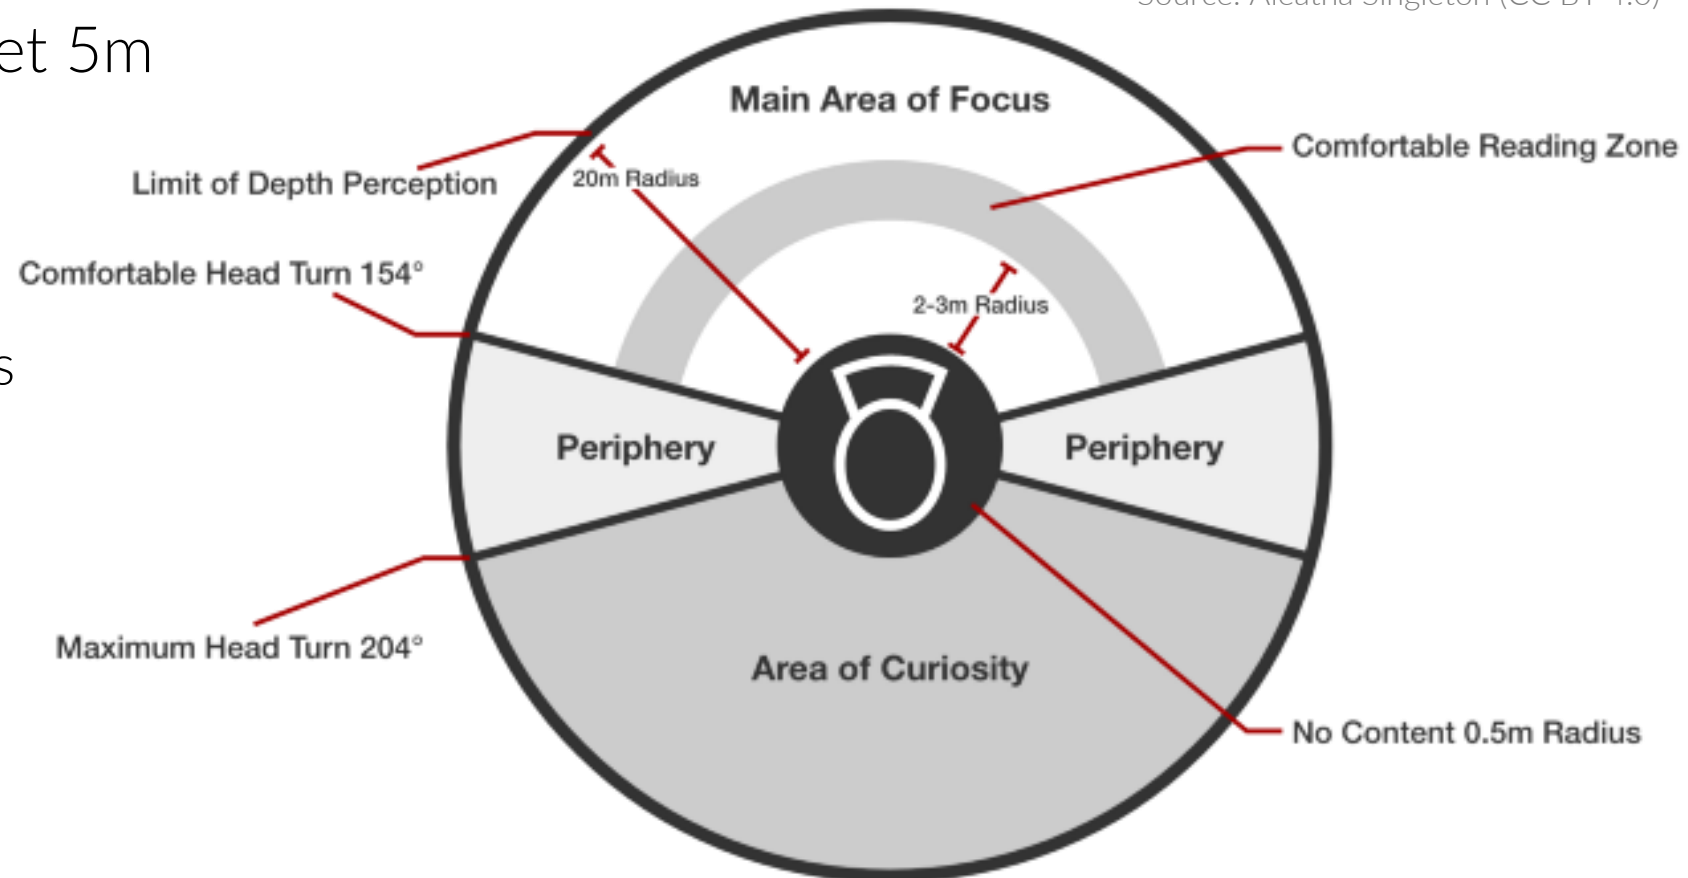 et 5m
Main Area of Focus
Comfortable Reading Zone
Limit of Depth Perception
20m Radius
Comfortable Head Turn 154°
2-3m Radius
s
Periphery
Periphery
Maximum Head Turn 204°
Area of Curiosity
No Content 0.5m Radius